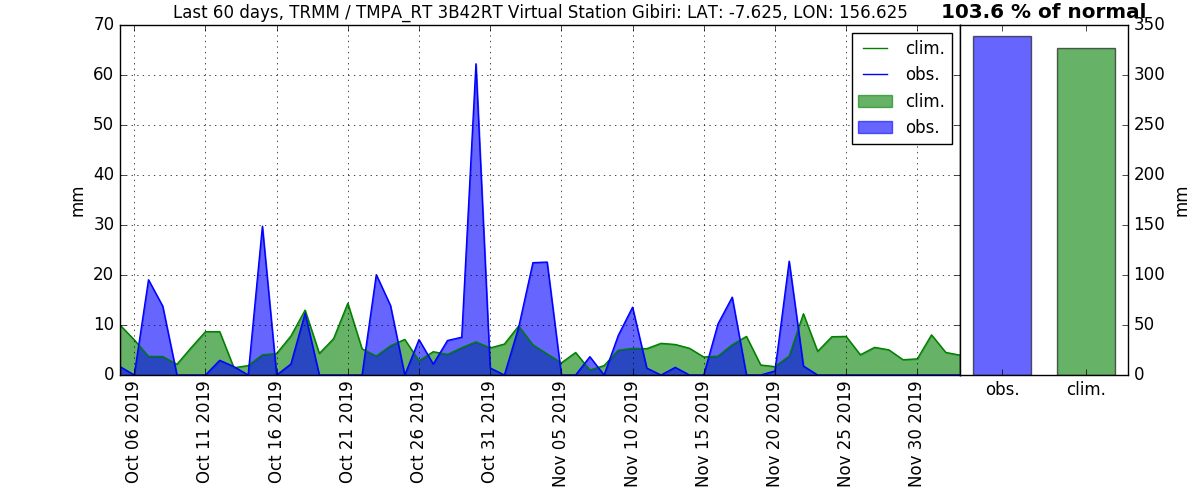 Last 60 days, TRMM / TMPA_RT 3B42RT Virtual Station Gibiri: LAT: -7.625, LON: 156.625
103.6 % of normal
70
60
50
40
30
20
10
0
mm
clim.
obs.
clim.
obs.
350
300
250
200
150
100
50
0
mm
Oct 06 2019
Oct 11 2019
Oct 16 2019
Oct 21 2019
Oct 26 2019
Oct 31 2019
Nov 05 2019
Nov 10 2019
Nov 15 2019
Nov 20 2019
Nov 25 2019
Nov 30 2019
obs.
clim.